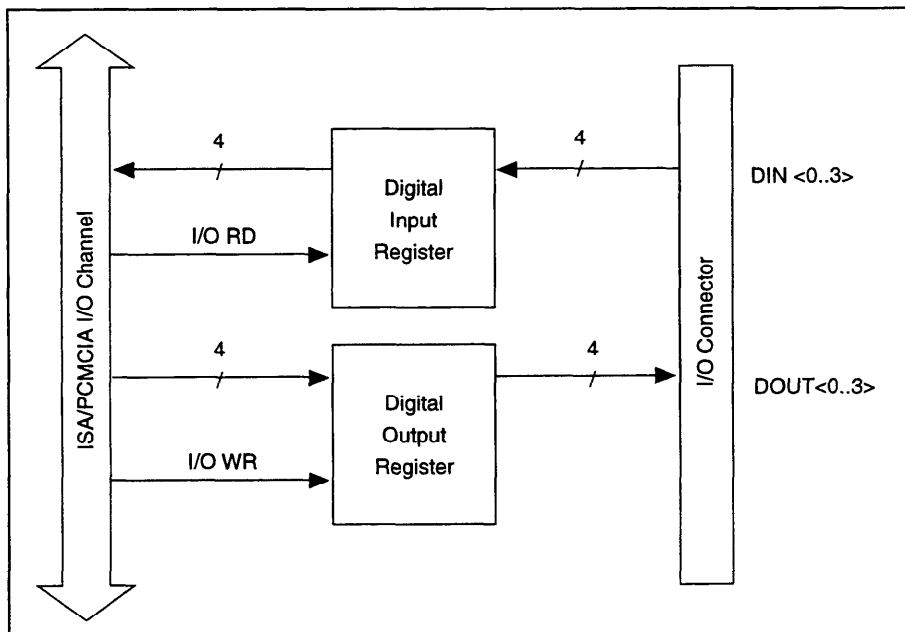 ISA/PCMCIA I/O Channel
4
4
Digital
Input
Register
I/O RD
DIN <0..3>
4
4
Digital
Output
Register
I/O WR
I/O Connector
DOUT<0..3>